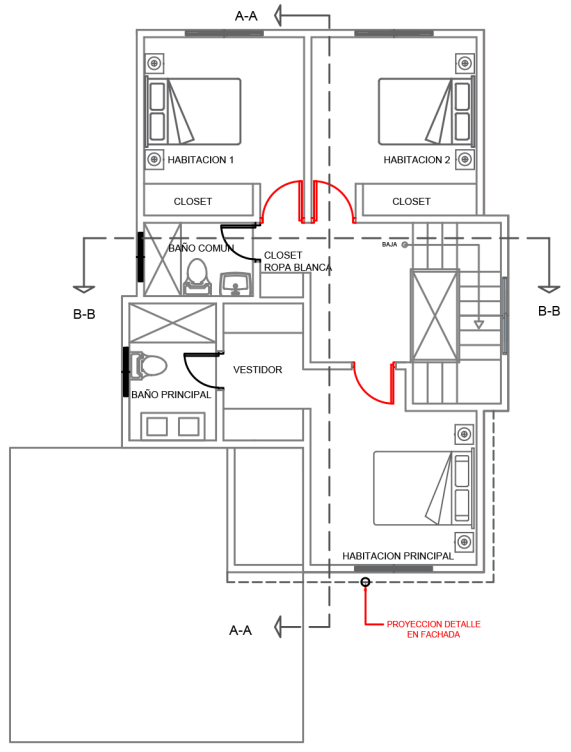 A-A
HABITACION 1
HABITACION 2
CLOSET
CLOSET
BAÑO COMUN
CLOSET
ROPA BLANCA
BAJA
B-B
B-B
VESTIDOR
BAÑO PRINCIPAL
HABITACION PRINCIPAL
A-A
PROYECCION DETALLE
EN FACHADA